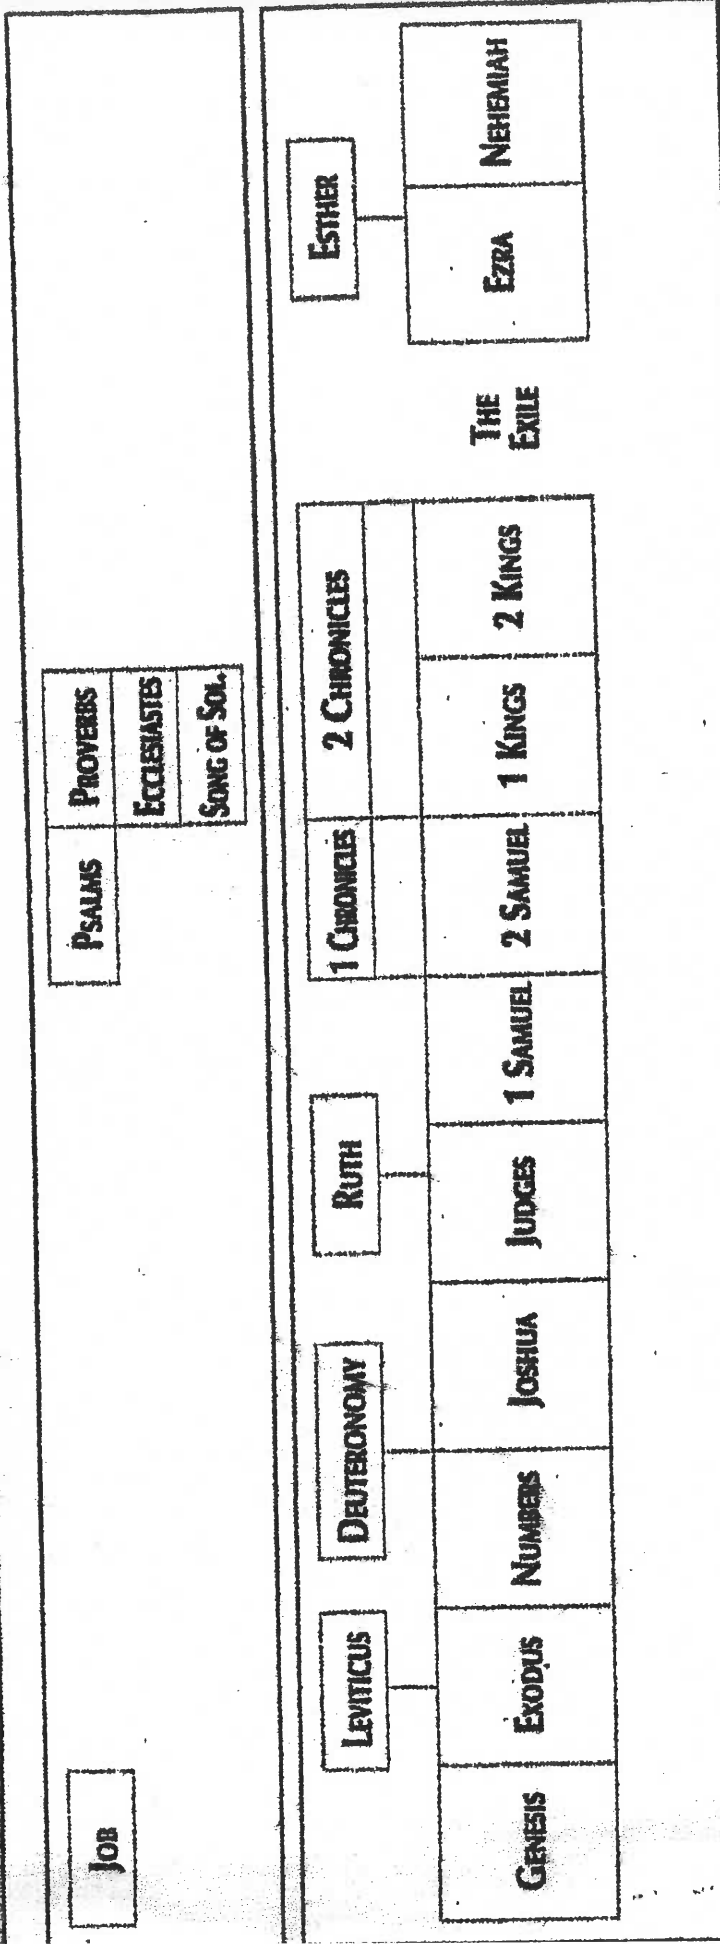 JOB
PSALMS
PROVERBS
ECCLESIASTES
SONG OF SOL.
LEVITICUS
DEUTERONOMY
RUTH
1 CHRONICLES
2 CHRONICLES
ESTHER
GENESIS
EXODUS
NUMBERS
JOSHUA
JUDGES
1 SAMUEL
2 SAMUEL
1 KINGS
2 KINGS
THE
EXILE
EZRA
NEHEMIAH